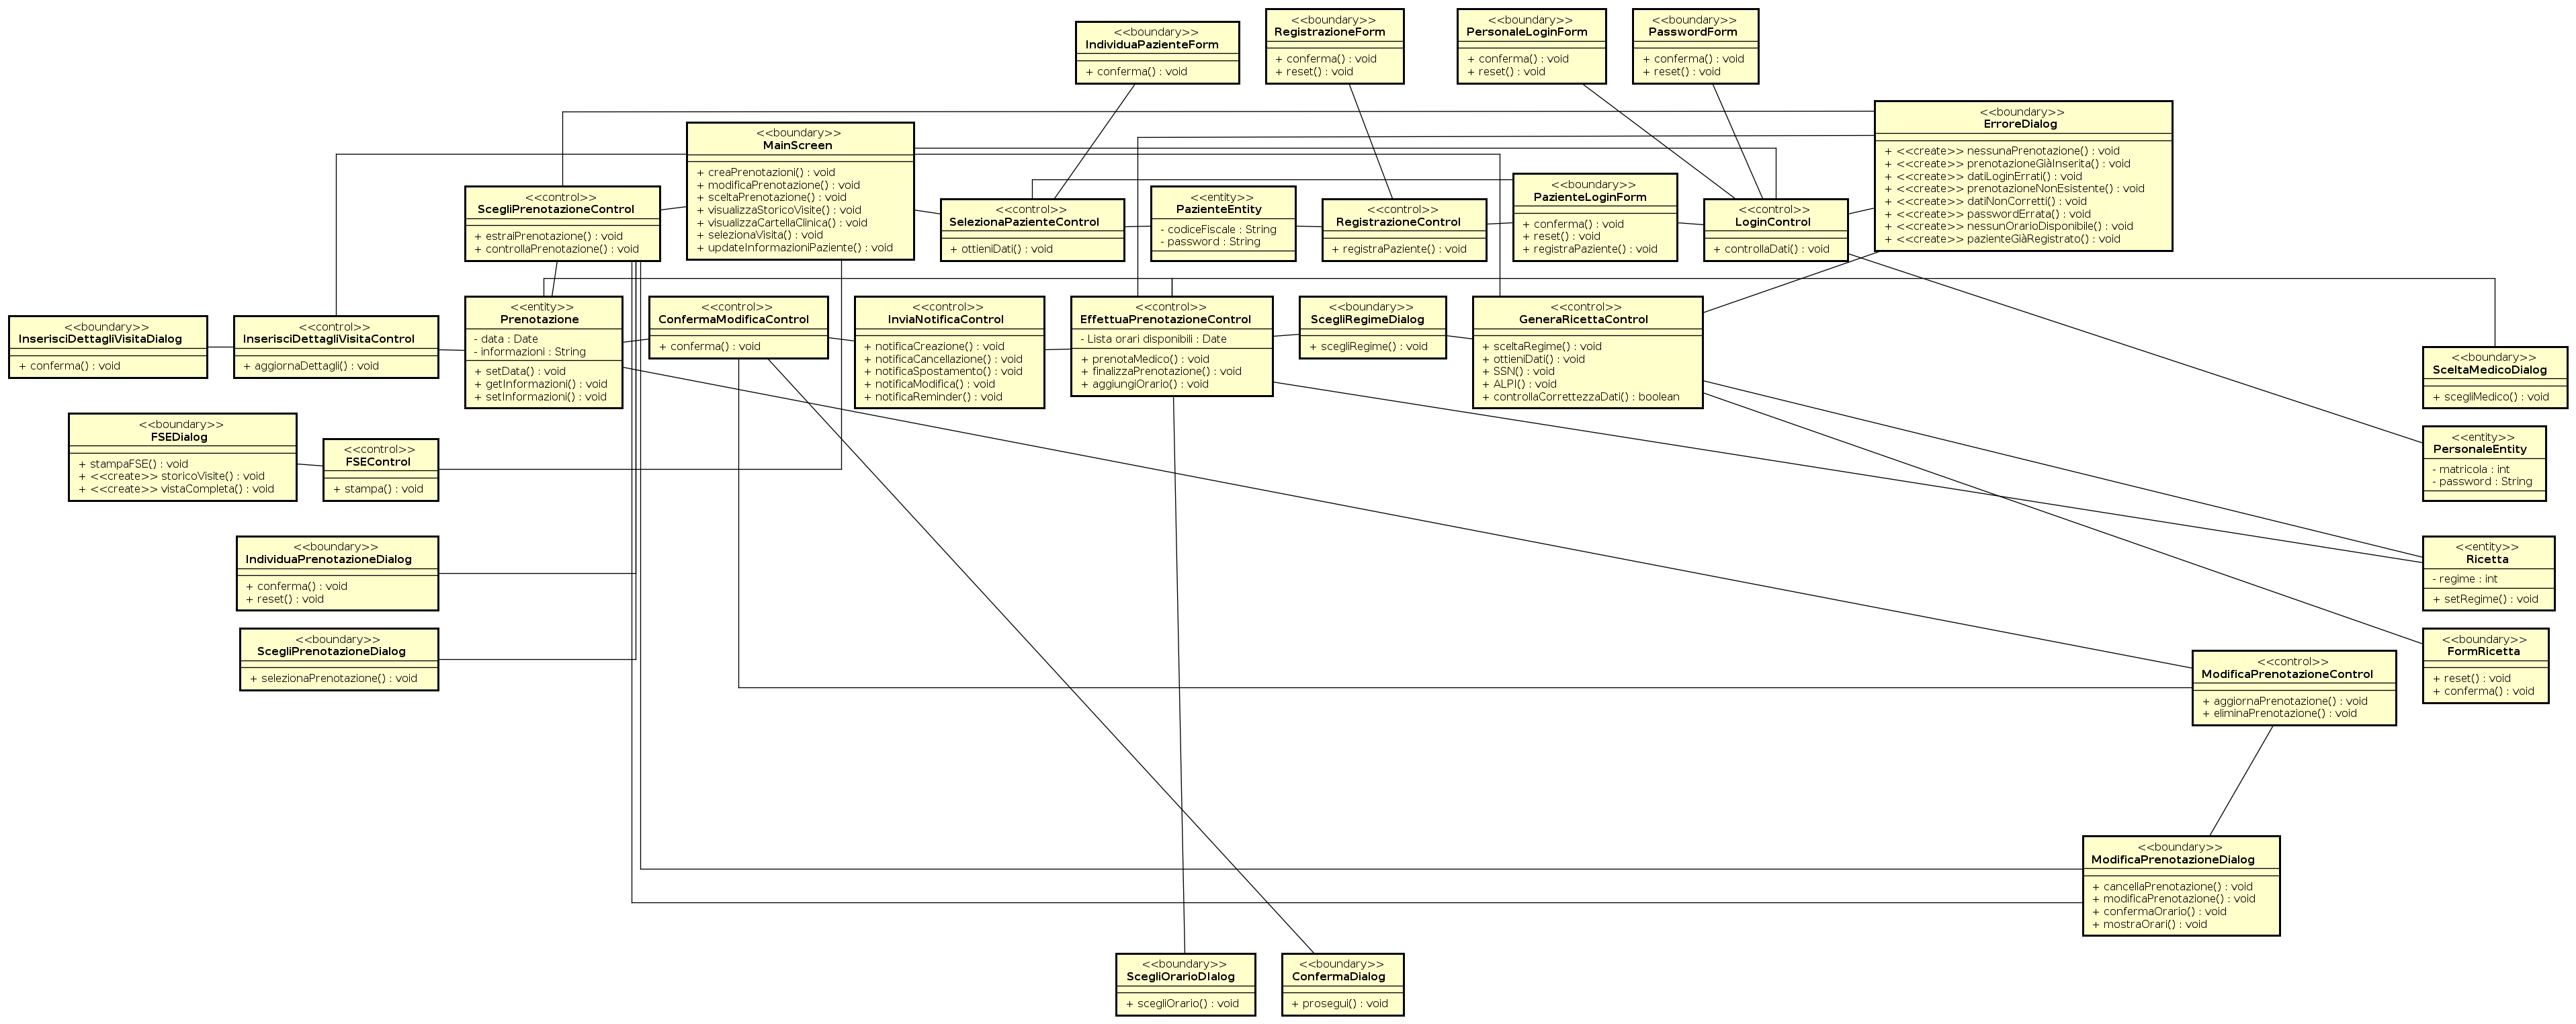 <<boundary>>
IndividuaPazienteForm
+ conferma() : void
<<boundary>>
RegistrazioneForm
+ conferma() : void
+ reset() : void
<<boundary>>
PersonaleLoginForm
+ conferma() : void
+ reset() : void
<<boundary>>
PasswordForm
+ conferma() : void
+ reset() : void
<<boundary>>
ErroreDialog
+ <<create>> nessunaPrenotazione() : void
+ <<create>> prenotazioneGiàInserita() : void
+ <<create>> datiLoginErrati() : void
+ <<create>> prenotazioneNonEsistente() : void
+ <<create>> datiNonCorretti() : void
+ <<create>> passwordErrata() : void
+ <<create>> nessunOrarioDisponibile() : void
+ <<create>> pazienteGiàRegistrato() : void
<<boundary>>
MainScreen
+ creaPrenotazioni() : void
+ modificaPrenotazione() : void
+ sceltaPrenotazione() : void
+ visualizzaStoricoVisite() : void
+ visualizzaCartellaClinica() : void
+ selezionaVisita() : void
+ updateInformazioniPaziente() : void
<<control>>
ScegliPrenotazioneControl
+ estraiPrenotazione() : void
+ controllaPrenotazione() : void
<<control>>
SelezionaPazienteControl
+ ottieniDati() : void
<<entity>>
PazienteEntity
- codiceFiscale : String
- password : String
<<control>>
RegistrazioneControl
+ registraPaziente() : void
<<boundary>>
PazienteLoginForm
+ conferma() : void
+ reset() : void
+ registraPaziente() : void
<<control>>
LoginControl
+ controllaDati() : void
<<boundary>>
InserisciDettagliVisitaDialog
+ conferma() : void
<<control>>
InserisciDettagliVisitaControl
+ aggiornaDettagli() : void
<<entity>>
Prenotazione
- data : Date
- informazioni : String
+ setData() : void
+ getInformazioni() : void
+ setInformazioni() : void
<<control>>
ConfermaModificaControl
+ conferma() : void
<<control>>
InviaNotificaControl
+ notificaCreazione() : void
+ notificaCancellazione() : void
+ notificaSpostamento() : void
+ notificaModifica() : void
+ notificaReminder() : void
<<control>>
EffettuaPrenotazioneControl
- Lista orari disponibili : Date
+ prenotaMedico() : void
+ finalizzaPrenotazione() : void
+ aggiungiOrario() : void
<<boundary>>
ScegliRegimeDialog
+ scegliRegime() : void
<<control>>
GeneraRicettaControl
+ sceltaRegime() : void
+ ottieniDati() : void
+ SSN() : void
+ ALPI() : void
+ controllaCorrettezzaDati() : boolean
<<boundary>>
SceltaMedicoDialog
+ scegliMedico() : void
<<boundary>>
FSEDialog
+ stampaFSE() : void
+ <<create>> storicoVisite() : void
+ <<create>> vistaCompleta() : void
<<control>>
FSEControl
+ stampa() : void
<<entity>>
PersonaleEntity
- matricola : int
- password : String
<<boundary>>
IndividuaPrenotazioneDialog
+ conferma() : void
+ reset() : void
<<entity>>
Ricetta
- regime : int
+ setRegime() : void
<<boundary>>
ScegliPrenotazioneDialog
+ selezionaPrenotazione() : void
<<control>>
ModificaPrenotazioneControl
+ aggiornaPrenotazione() : void
+ eliminaPrenotazione() : void
<<boundary>>
FormRicetta
+ reset() : void
+ conferma() : void
<<boundary>>
ModificaPrenotazioneDialog
+ cancellaPrenotazione() : void
+ modificaPrenotazione() : void
+ confermaOrario() : void
+ mostraOrari() : void
<<boundary>>
ScegliOrarioDIalog
+ scegliOrario() : void
<<boundary>>
ConfermaDialog
+ prosegui() : void